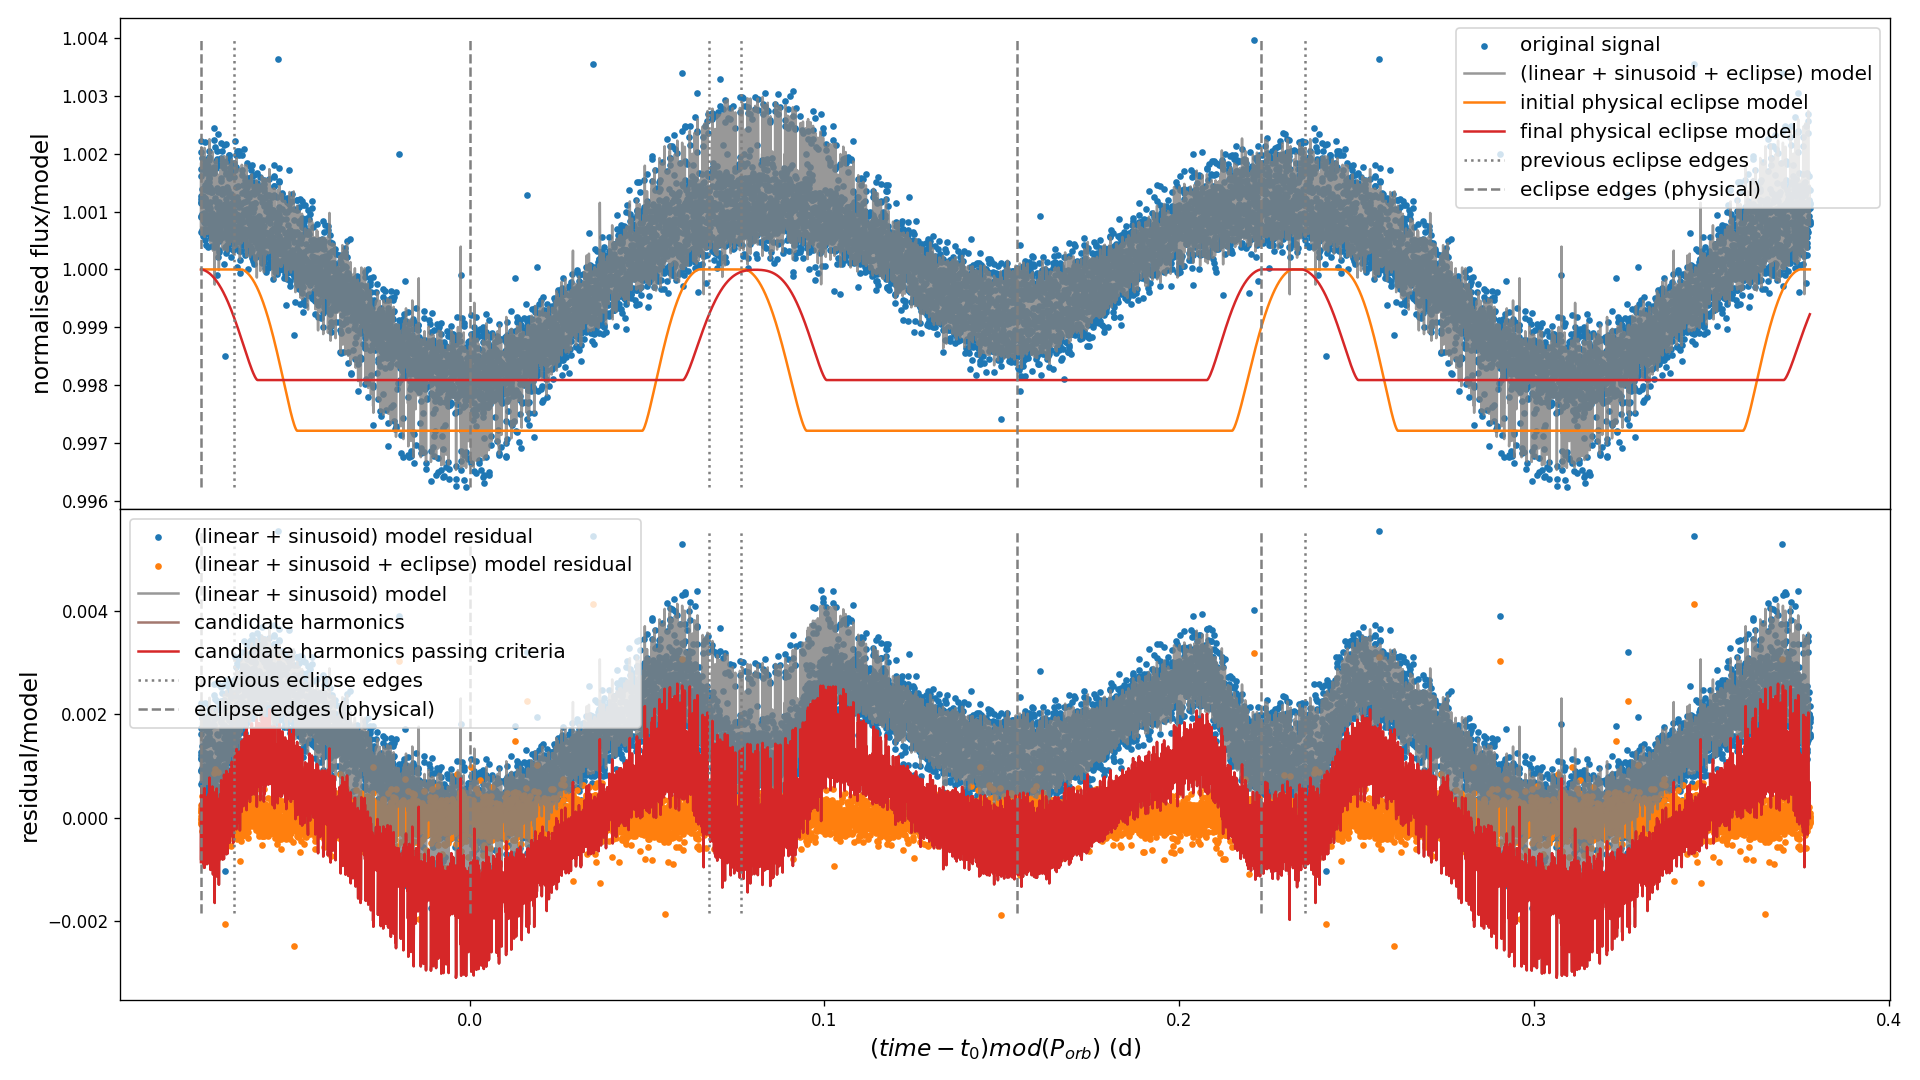 normalised flux/model
1.004
1.003
1.002
1.001
1.000
0.999
0.998
0.997
0.996
original signal
(linear + sinusoid + eclipse) model
initial physical eclipse model
final physical eclipse model
previous eclipse edges
eclipse edges (physical)
residual/model
0.004
0.002
0.000
−0.002
(linear + sinusoid) model residual
(linear + sinusoid + eclipse) model residual
(linear + sinusoid) model
candidate harmonics
candidate harmonics passing criteria
previous eclipse edges
eclipse edges (physical)
0.0 0.1 0.2 0.3 0.4
(time − t₀)mod(P_orb) (d)